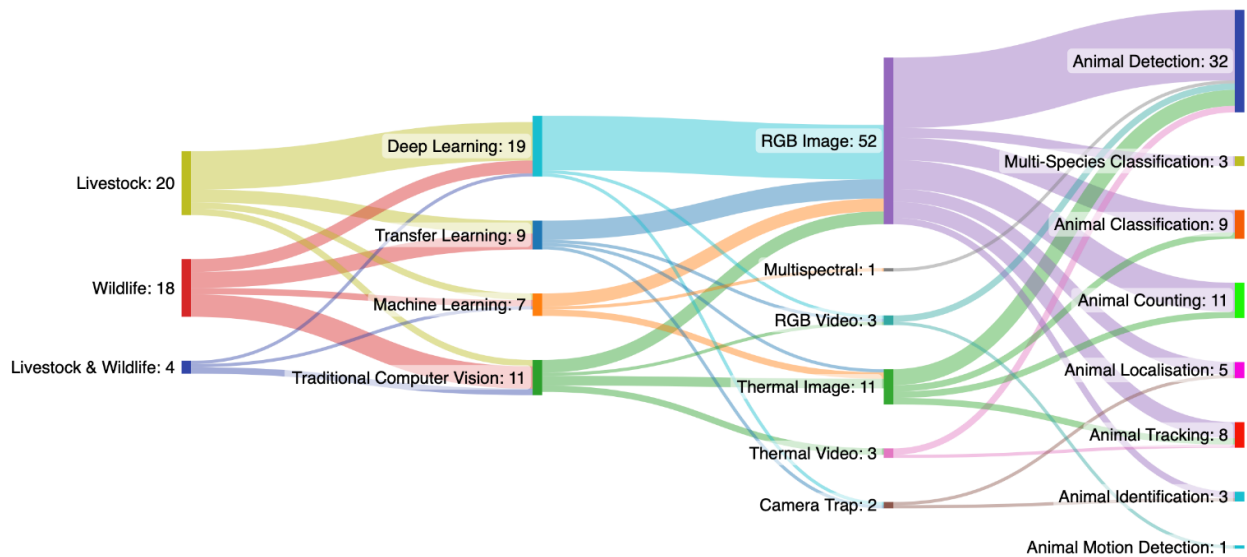 Livestock: 20
Wildlife: 18
Livestock & Wildlife: 4
Deep Learning: 19
Transfer Learning: 9
Machine Learning: 7
Traditional Computer Vision: 11
RGB Image: 52
Multispectral: 1
RGB Video: 3
Thermal Image: 11
Thermal Video: 3
Camera Trap: 2
Animal Detection: 32
Multi-Species Classification: 3
Animal Classification: 9
Animal Counting: 11
Animal Localisation: 5
Animal Tracking: 8
Animal Identification: 3
Animal Motion Detection: 1